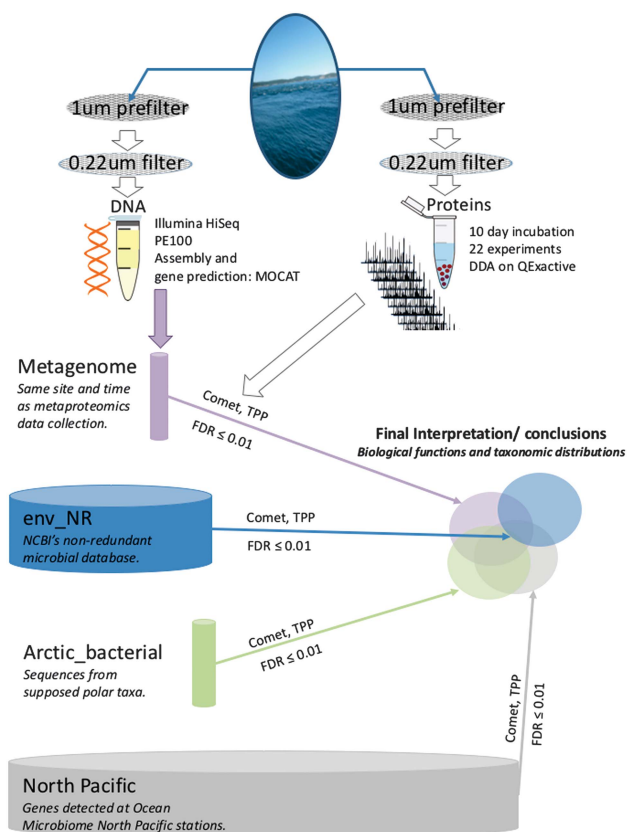 1um prefilter
1um prefilter
0.22um filter
0.22um filter
DNA
Illumina HiSeq
PE100
Assembly and
gene prediction: MOCAT
Proteins
10 day incubation
22 experiments
DDA on QExactive
Metagenome
Same site and time
as metaproteomics
data collection.
Comet, TPP
FDR ≤ 0.01
Final Interpretation/ conclusions
Biological functions and taxonomic distributions
env_NR
NCBI's non-redundant
microbial database.
Comet, TPP
FDR ≤ 0.01
Arctic_bacterial
Sequences from
supposed polar taxa.
Comet, TPP
FDR ≤ 0.01
Comet, TPP
FDR ≤ 0.01
North Pacific
Genes detected at Ocean
Microbiome North Pacific stations.